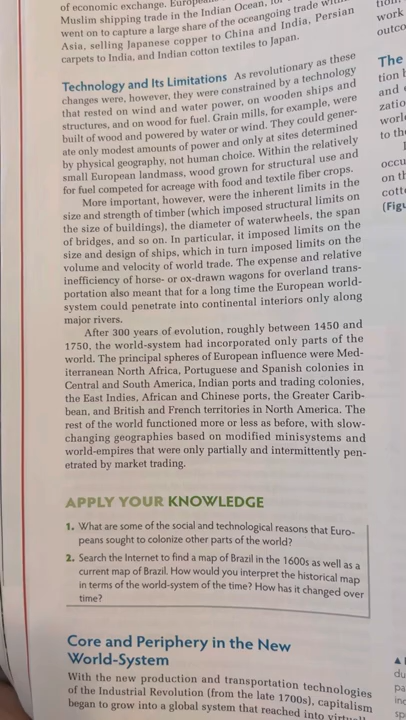 of economic exchange.
Muslim shipping trade in the Indian Ocean,
went on to capture a large share of the oceangoing trade
Asia, selling Japanese copper to China and India, Persian
carpets to India, and Indian cotton textiles to Japan.
Technology and Its Limitations As revolutionary as these
changes were, however, they were constrained by a technology
that rested on wind and water power, on wooden ships and
structures, and on wood for fuel. Grain mills, for example, were
built of wood and powered by water or wind. They could gener-
ate only modest amounts of power and only at sites determined
by physical geography, not human choice. Within the relatively
small European landmass, wood grown for structural use and
for fuel competed for acreage with food and textile fiber crops.
More important, however, were the inherent limits in the
size and strength of timber (which imposed structural limits on
the size of buildings), the diameter of waterwheels, the span
of bridges, and so on. In particular, it imposed limits on the
size and design of ships, which in turn imposed limits on the
volume and velocity of world trade. The expense and relative
inefficiency of horse- or ox-drawn wagons for overland trans-
portation also meant that for a long time the European world-
system could penetrate into continental interiors only along
major rivers.
After 300 years of evolution, roughly between 1450 and
1750, the world-system had incorporated only parts of the
world. The principal spheres of European influence were Med-
iterranean North Africa, Portuguese and Spanish colonies in
Central and South America, Indian ports and trading colonies,
the East Indies, African and Chinese ports, the Greater Carib-
bean, and British and French territories in North America. The
rest of the world functioned more or less as before, with slow-
changing geographies based on modified minisystems and
world-empires that were only partially and intermittently pen-
etrated by market trading.
APPLY YOUR KNOWLEDGE
1. What are some of the social and technological reasons that Euro-
peans sought to colonize other parts of the world?
2. Search the Internet to find a map of Brazil in the 1600s as well as a
current map of Brazil. How would you interpret the historical map
in terms of the world-system of the time? How has it changed over
time?
Core and Periphery in the New
World-System
With the new production and transportation technologies
of the Industrial Revolution (from the late 1700s), capitalism
began to grow into a global system that reached into
work
outco
The
tion
and
zatio
worl
to the
occu
on th
cott
(Figu
▲
du
pa
inc
sp